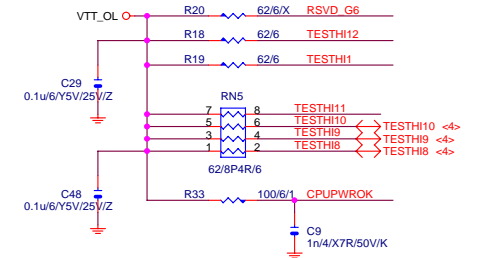 VTT_OL R20 62/6/X RSVD_G6
R18 62/6 TESTHI12
R19 62/6 TESTHI1
C29
0.1u/6/Y5V/25V/Z
RN5
7 8 TESTHI11
5 6 TESTHI10 TESTHI10 <4>
3 4 TESTHI9 TESTHI9 <4>
1 2 TESTHI8 TESTHI8 <4>
62/8P4R/6
C48
0.1u/6/Y5V/25V/Z
R33 100/6/1 CPUPWROK
C9
1n/4/X7R/50V/K